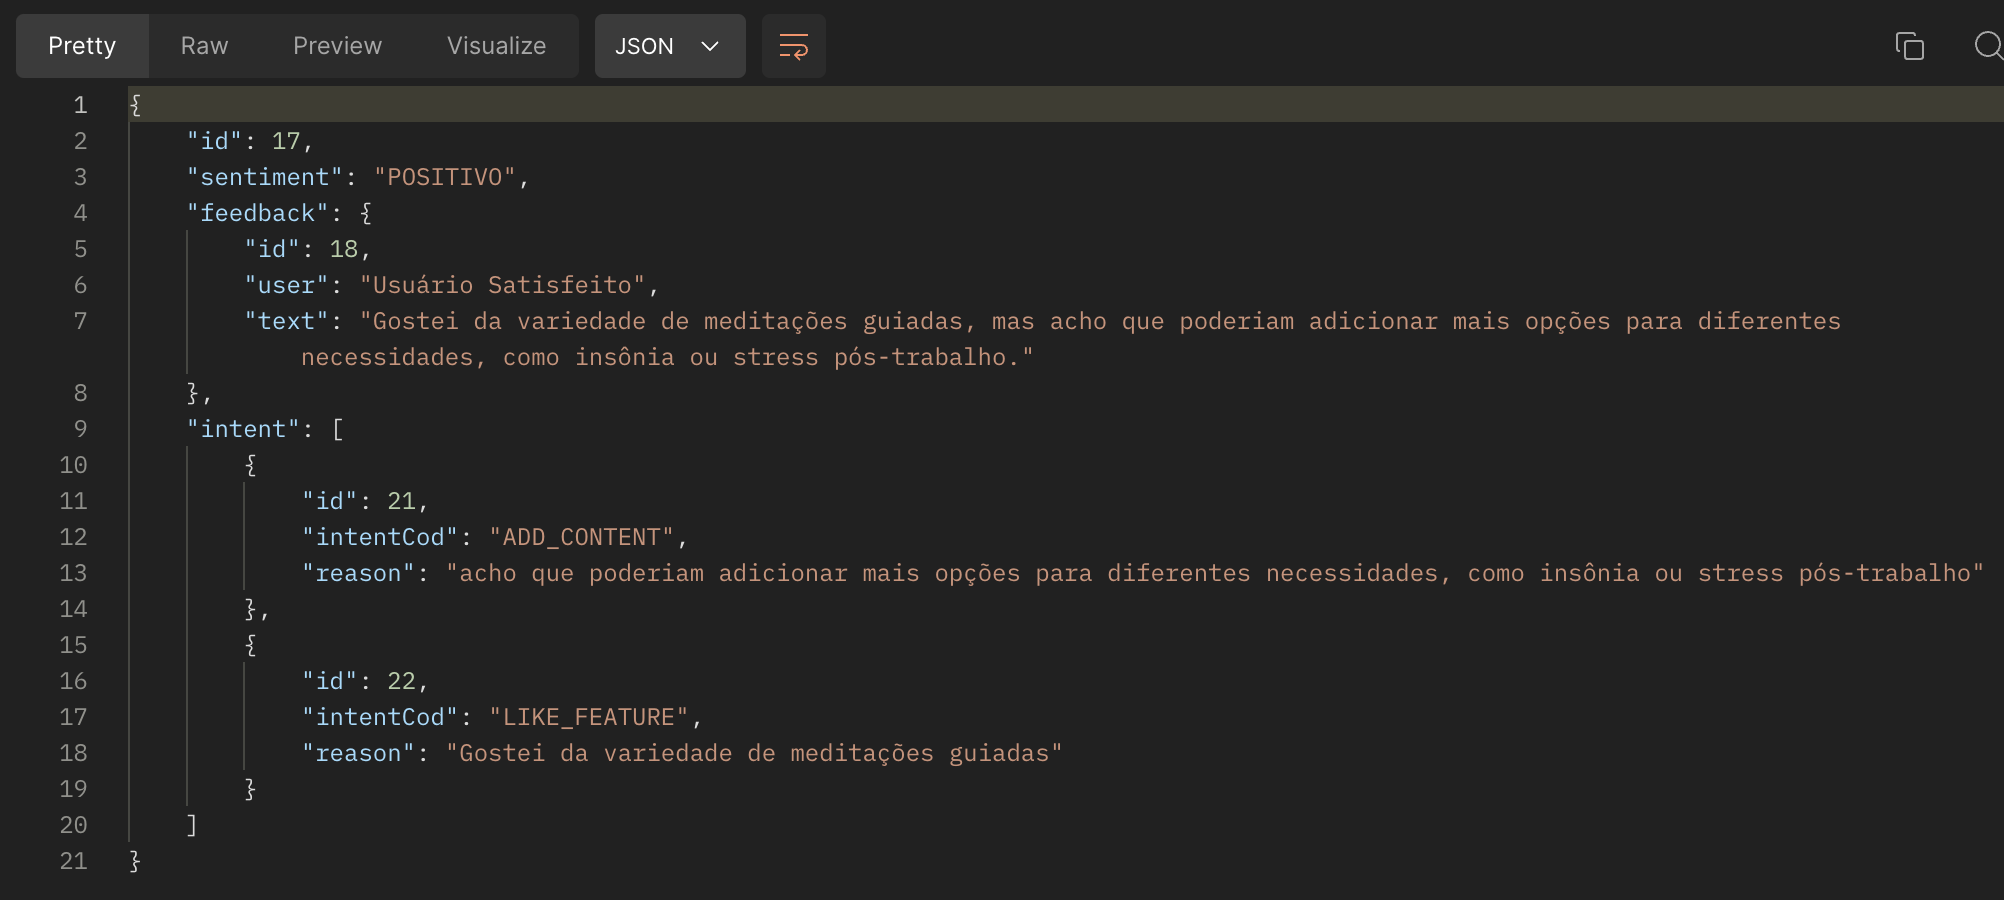 Pretty Raw Preview Visualize JSON
1 {
2 "id": 17,
3 "sentiment": "POSITIVO",
4 "feedback": {
5 "id": 18,
6 "user": "Usuário Satisfeito",
7 "text": "Gostei da variedade de meditações guiadas, mas acho que poderiam adicionar mais opções para diferentes
necessidades, como insônia ou stress pós-trabalho."
8 },
9 "intent": [
10 {
11 "id": 21,
12 "intentCod": "ADD_CONTENT",
13 "reason": "acho que poderiam adicionar mais opções para diferentes necessidades, como insônia ou stress pós-trabalho"
14 },
15 {
16 "id": 22,
17 "intentCod": "LIKE_FEATURE",
18 "reason": "Gostei da variedade de meditações guiadas"
19 }
20 ]
21 }